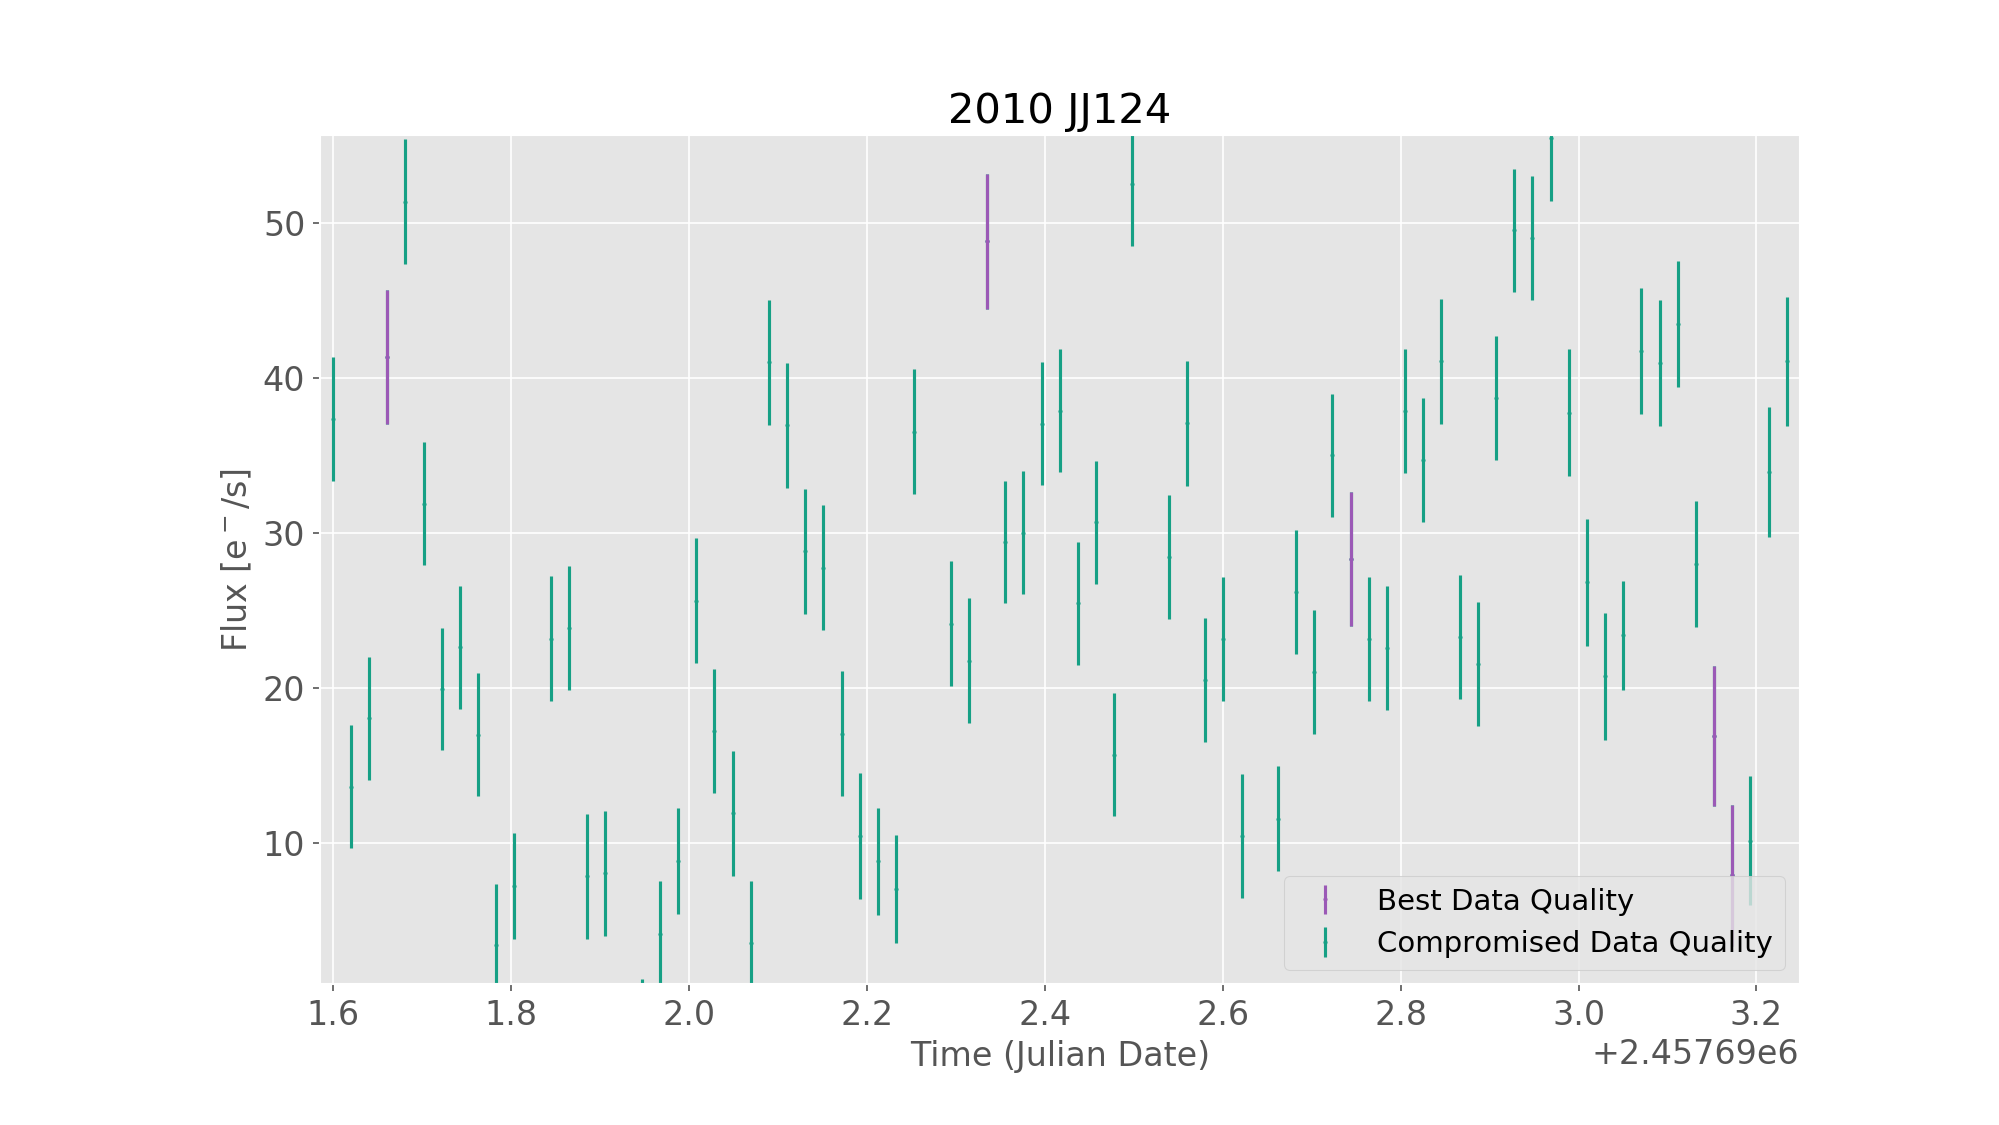 2010 JJ124
50
40
30
20
10
Flux [e⁻/s]
Best Data Quality
Compromised Data Quality
1.6 1.8 2.0 2.2 2.4 2.6 2.8 3.0 3.2
Time (Julian Date)
+2.45769e6